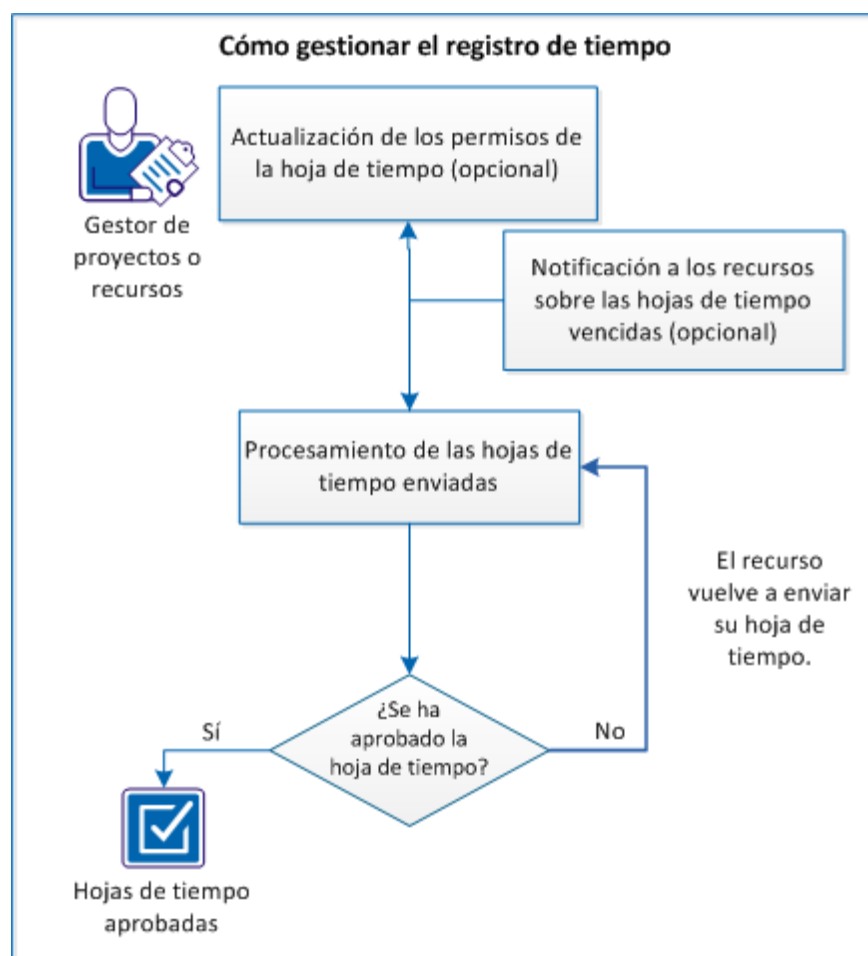 Cómo gestionar el registro de tiempo
Actualización de los permisos de
la hoja de tiempo (opcional)
Gestor de
proyectos o
recursos
Notificación a los recursos
sobre las hojas de tiempo
vencidas (opcional)
Procesamiento de las hojas de
tiempo enviadas
El recurso
vuelve a enviar
su hoja de
tiempo.
¿Se ha
aprobado la
hoja de tiempo?
Sí
No
Hojas de tiempo
aprobadas